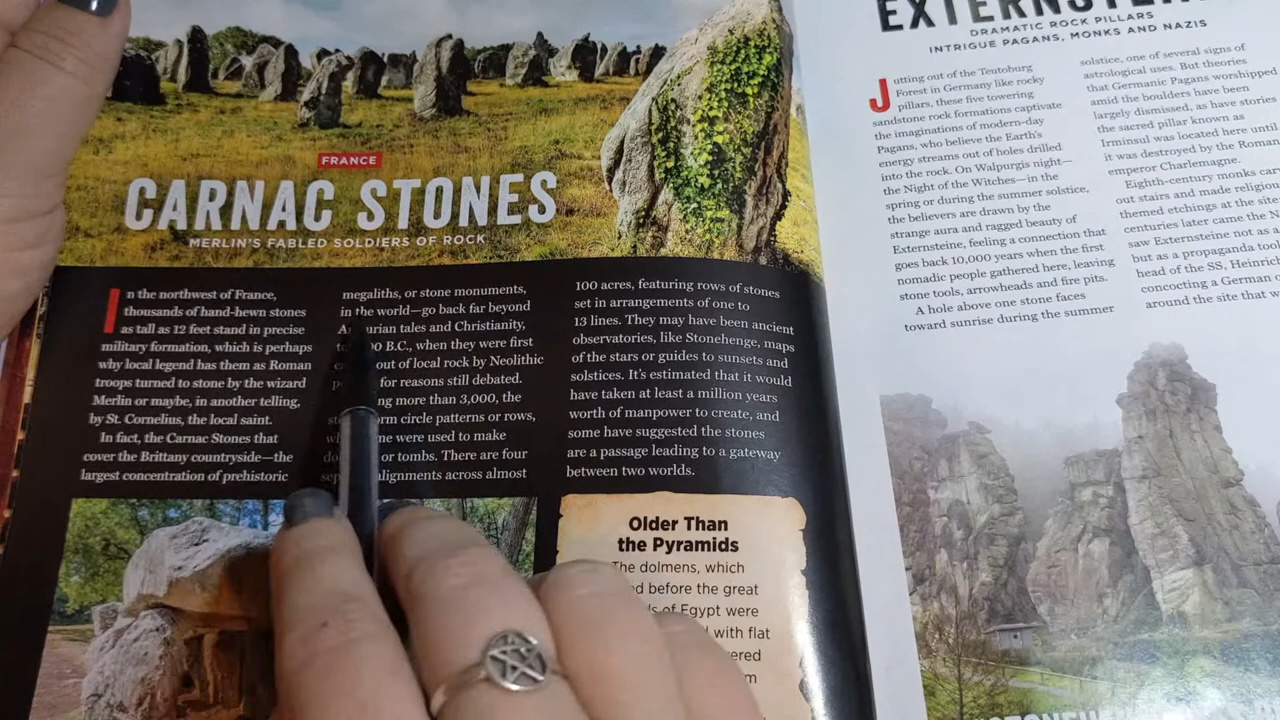 FRANCE
CARNAC STONES
MERLIN'S FABLED SOLDIERS OF ROCK
In the northwest of France,
thousands of hand-hewn stones
as tall as 12 feet stand in precise
military formation, which is perhaps
why local legend has them as Roman
troops turned to stone by the wizard
Merlin or maybe, in another telling,
by St. Cornelius, the local saint.
In fact, the Carnac Stones that
cover the Brittany countryside—the
largest concentration of prehistoric
megaliths, or stone monuments,
in the world—go back far beyond
tales and Christianity,
B.C., when they were first
out of local rock by Neolithic
for reasons still debated.
more than 3,000, the
circle patterns or rows,
were used to make
or tombs. There are four
alignments across almost
100 acres, featuring rows of stones
set in arrangements of one to
13 lines. They may have been ancient
observatories, like Stonehenge, maps
of the stars or guides to sunsets and
solstices. It's estimated that it would
have taken at least a million years
worth of manpower to create, and
some have suggested the stones
are a passage leading to a gateway
between two worlds.
Older Than
the Pyramids
The dolmens, which
before the great
of Egypt were
with flat
EXTERNSTEINE
DRAMATIC ROCK PILLARS
INTRIGUE PAGANS, MONKS AND NAZIS
Jutting out of the Teutoburg
Forest in Germany like rocky
pillars, these five towering
sandstone rock formations captivate
the imaginations of modern-day
Pagans, who believe the Earth's
energy streams out of holes drilled
into the rock. On Walpurgis night—
the Night of the Witches—in the
spring or during the summer solstice,
the believers are drawn by the
strange aura and ragged beauty of
Externsteine, feeling a connection that
goes back 10,000 years when the first
nomadic people gathered here, leaving
stone tools, arrowheads and fire pits.
A hole above one stone faces
toward sunrise during the summer
solstice, one of several signs of
astrological uses. But theories
that Germanic Pagans worshipped
amid the boulders have been
largely dismissed, as have stories
the sacred pillar known as
Irminsul was located here until
it was destroyed by the Roman
emperor Charlemagne.
Eighth-century monks
out stairs and made
themed etchings at the site
centuries later came the
saw Externsteine not as a
but as a propaganda
head of the SS, Heinrich
concocting a German
around the site that